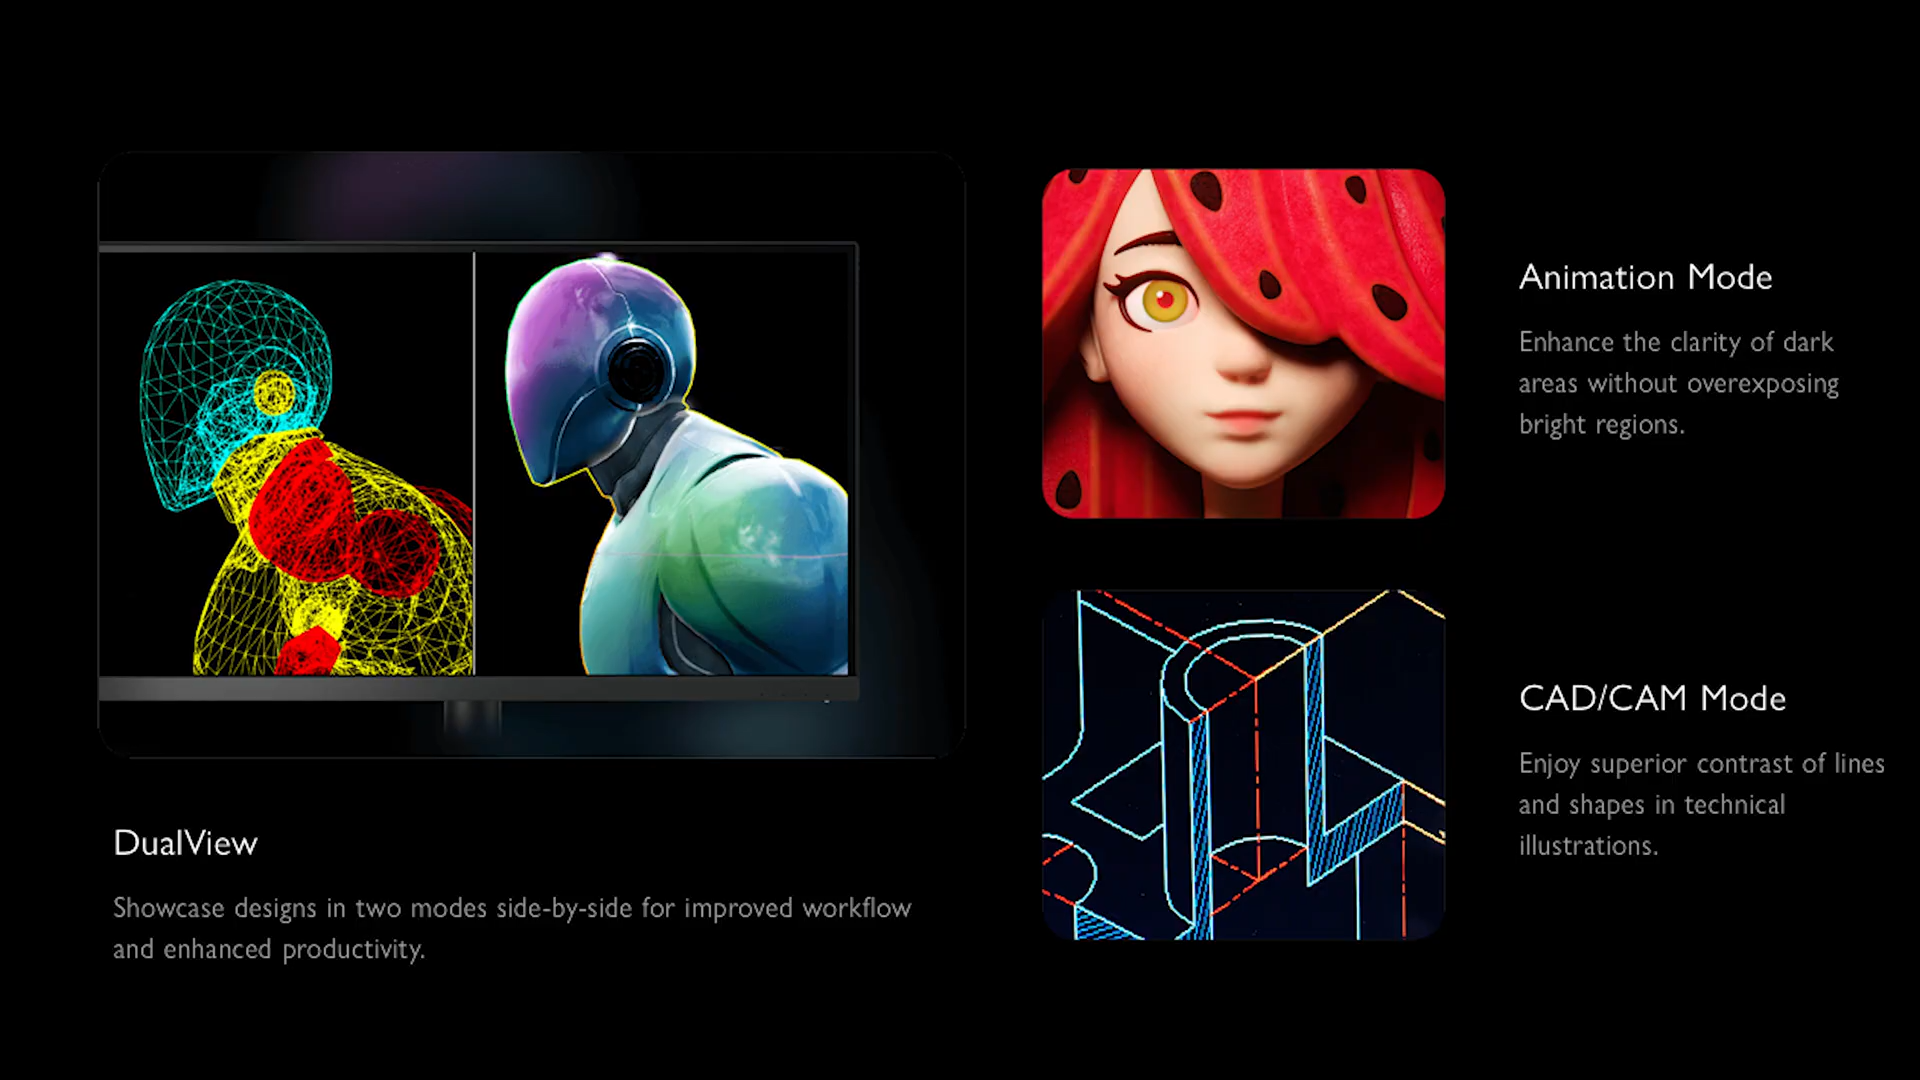 DualView
Showcase designs in two modes side-by-side for improved workflow
and enhanced productivity.
Animation Mode
Enhance the clarity of dark
areas without overexposing
bright regions.
CAD/CAM Mode
Enjoy superior contrast of lines
and shapes in technical
illustrations.